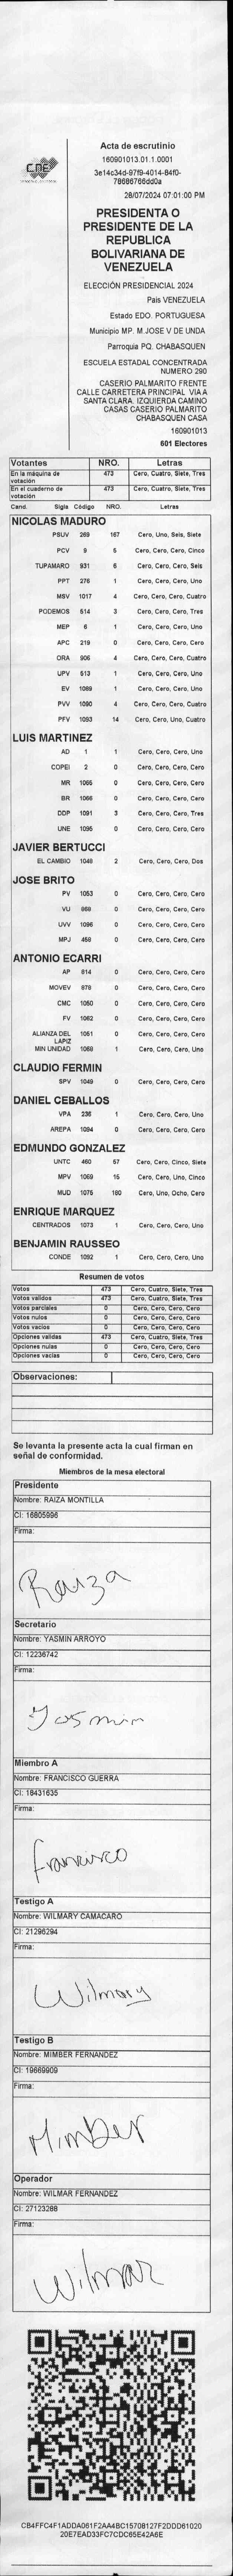 CNE
Acta de escrutinio
160901013.01.1.0001
3e14c34d-97f9-4014-84f0-
78686766dd0a
28/07/2024 07:01:00 PM
PRESIDENTA O
PRESIDENTE DE LA
REPUBLICA
BOLIVARIANA DE
VENEZUELA
ELECCIÓN PRESIDENCIAL 2024
Pais VENEZUELA
Estado EDO. PORTUGUESA
Municipio MP. M.JOSE V DE UNDA
Parroquia PQ. CHABASQUEN
ESCUELA ESTADAL CONCENTRADA
NUMERO 290
CASERIO PALMARITO FRENTE
CALLE CARRETERA PRINCIPAL VIA A
SANTA CLARA. IZQUIERDA CAMINO
CASAS CASERIO PALMARITO
CHABASQUEN CASA
160901013
601 Electores
Votantes NRO. Letras
En la máquina de votación 473 Cero, Cuatro, Siete, Tres
En el cuaderno de votación 473 Cero, Cuatro, Siete, Tres
Cand. Sigla Código NRO. Letras
NICOLAS MADURO
PSUV 269 167 Cero, Uno, Seis, Siete
PCV 9 5 Cero, Cero, Cero, Cinco
TUPAMARO 931 6 Cero, Cero, Cero, Seis
PPT 276 1 Cero, Cero, Cero, Uno
MSV 1017 4 Cero, Cero, Cero, Cuatro
PODEMOS 514 3 Cero, Cero, Cero, Tres
MEP 6 1 Cero, Cero, Cero, Uno
APC 219 0 Cero, Cero, Cero, Cero
ORA 906 4 Cero, Cero, Cero, Cuatro
UPV 513 1 Cero, Cero, Cero, Uno
EV 1089 1 Cero, Cero, Cero, Uno
PVV 1090 4 Cero, Cero, Cero, Cuatro
PFV 1093 14 Cero, Cero, Uno, Cuatro
LUIS MARTINEZ
AD 1 1 Cero, Cero, Cero, Uno
COPEI 2 0 Cero, Cero, Cero, Cero
MR 1065 0 Cero, Cero, Cero, Cero
BR 1066 0 Cero, Cero, Cero, Cero
DDP 1091 3 Cero, Cero, Cero, Tres
UNE 1095 0 Cero, Cero, Cero, Cero
JAVIER BERTUCCI
EL CAMBIO 1048 2 Cero, Cero, Cero, Dos
JOSE BRITO
PV 1053 0 Cero, Cero, Cero, Cero
VU 869 0 Cero, Cero, Cero, Cero
UVV 1096 0 Cero, Cero, Cero, Cero
MPJ 459 0 Cero, Cero, Cero, Cero
ANTONIO ECARRI
AP 814 0 Cero, Cero, Cero, Cero
MOVEV 878 0 Cero, Cero, Cero, Cero
CMC 1050 0 Cero, Cero, Cero, Cero
FV 1062 0 Cero, Cero, Cero, Cero
ALIANZA DEL LAPIZ 1051 0 Cero, Cero, Cero, Cero
MIN UNIDAD 1058 1 Cero, Cero, Cero, Uno
CLAUDIO FERMIN
SPV 1049 0 Cero, Cero, Cero, Cero
DANIEL CEBALLOS
VPA 236 1 Cero, Cero, Cero, Uno
AREPA 1094 0 Cero, Cero, Cero, Cero
EDMUNDO GONZALEZ
UNTC 460 57 Cero, Cero, Cinco, Siete
MPV 1069 15 Cero, Cero, Uno, Cinco
MUD 1075 180 Cero, Uno, Ocho, Cero
ENRIQUE MARQUEZ
CENTRADOS 1073 1 Cero, Cero, Cero, Uno
BENJAMIN RAUSSEO
CONDE 1092 1 Cero, Cero, Cero, Uno
Resumen de votos
Votos 473 Cero, Cuatro, Siete, Tres
Votos validos 473 Cero, Cuatro, Siete, Tres
Votos parciales 0 Cero, Cero, Cero, Cero
Votos nulos 0 Cero, Cero, Cero, Cero
Votos vacios 0 Cero, Cero, Cero, Cero
Opciones validas 473 Cero, Cuatro, Siete, Tres
Opciones nulas 0 Cero, Cero, Cero, Cero
Opciones vacias 0 Cero, Cero, Cero, Cero
Observaciones:
Se levanta la presente acta la cual firman en
señal de conformidad.
Miembros de la mesa electoral
Presidente
Nombre: RAIZA MONTILLA
CI: 16805996
Firma:
Raiza
Secretario
Nombre: YASMIN ARROYO
CI: 12236742
Firma:
Yasmin
Miembro A
Nombre: FRANCISCO GUERRA
CI: 18431635
Firma:
Francisco
Testigo A
Nombre: WILMARY CAMACARO
CI: 21296294
Firma:
Wilmary
Testigo B
Nombre: MIMBER FERNANDEZ
CI: 19669909
Firma:
Mimber
Operador
Nombre: WILMAR FERNANDEZ
CI: 27123288
Firma:
Wilmar
CB4FFC4F1ADDA061F2AA4BC15708127F2DDD61020
20E7EAD33FC7CDC65E42A6E